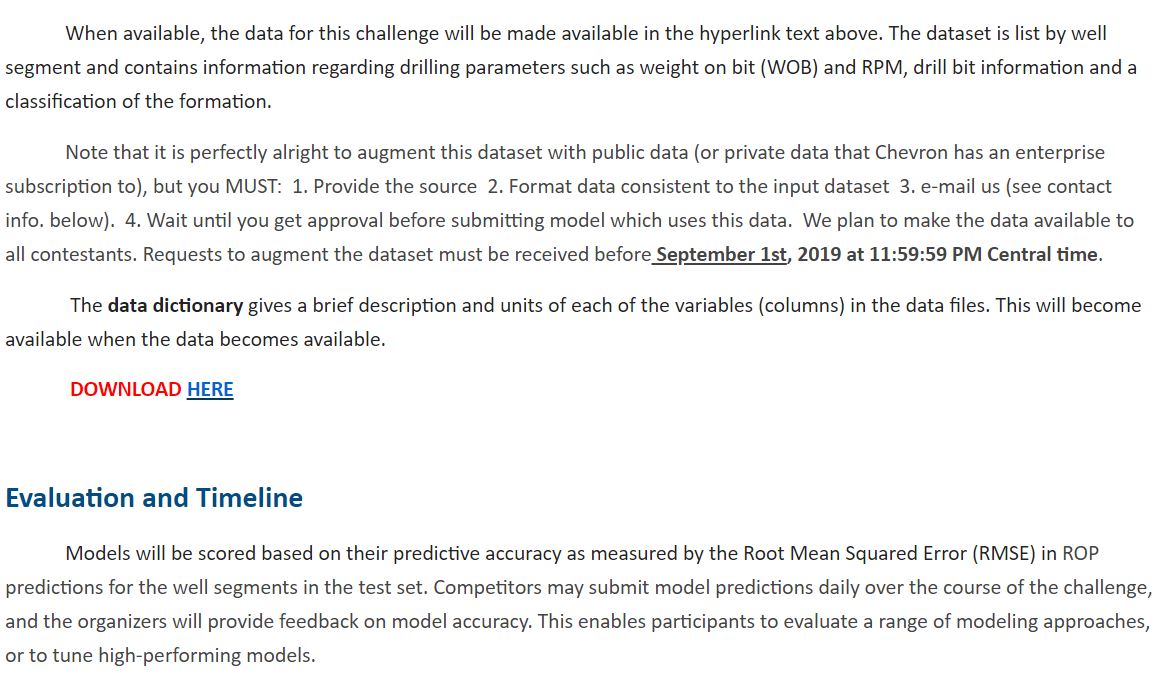 When available, the data for this challenge will be made available in the hyperlink text above. The dataset is list by well
segment and contains information regarding drilling parameters such as weight on bit (WOB) and RPM, drill bit information and a
classification of the formation.
Note that it is perfectly alright to augment this dataset with public data (or private data that Chevron has an enterprise
subscription to), but you MUST:  1. Provide the source  2. Format data consistent to the input dataset  3. e-mail us (see contact
info. below).  4. Wait until you get approval before submitting model which uses this data.  We plan to make the data available to
all contestants. Requests to augment the dataset must be received before September 1st, 2019 at 11:59:59 PM Central time.
The data dictionary gives a brief description and units of each of the variables (columns) in the data files. This will become
available when the data becomes available.
DOWNLOAD HERE
Evaluation and Timeline
Models will be scored based on their predictive accuracy as measured by the Root Mean Squared Error (RMSE) in ROP
predictions for the well segments in the test set. Competitors may submit model predictions daily over the course of the challenge,
and the organizers will provide feedback on model accuracy. This enables participants to evaluate a range of modeling approaches,
or to tune high-performing models.